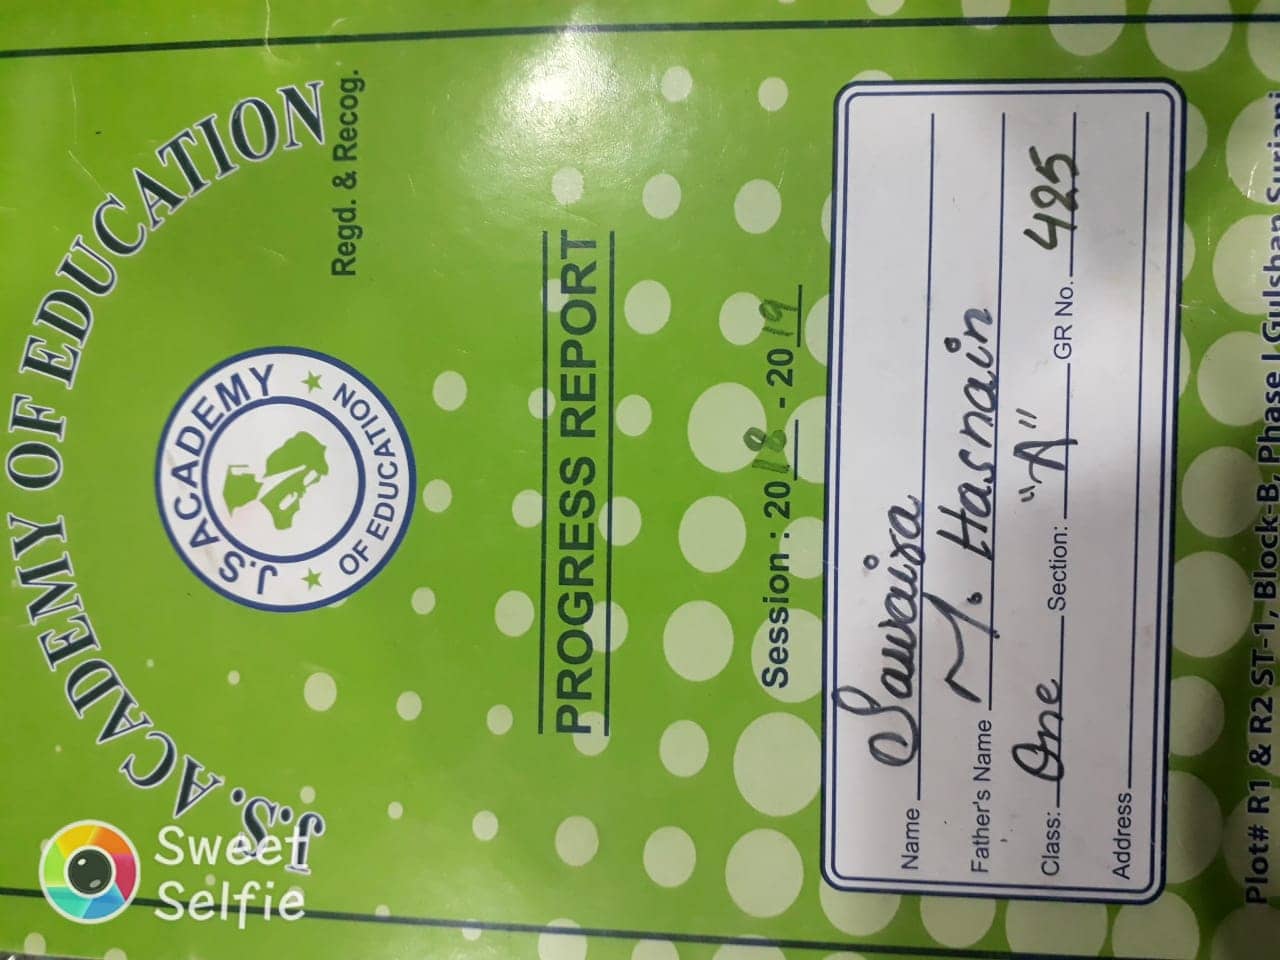 J.S. ACADEMY OF EDUCATION
Regd. & Recog.
J.S ACADEMY
OF EDUCATION
PROGRESS REPORT
Session : 2018 - 2019
Name Sawaira
Father's Name M. Hasnain
Class: One Section: "A" GR No. 425
Address
Plot# R1 & R2 ST-1, Block-B, Phase I Gulshan Surjani
Sweet
Selfie